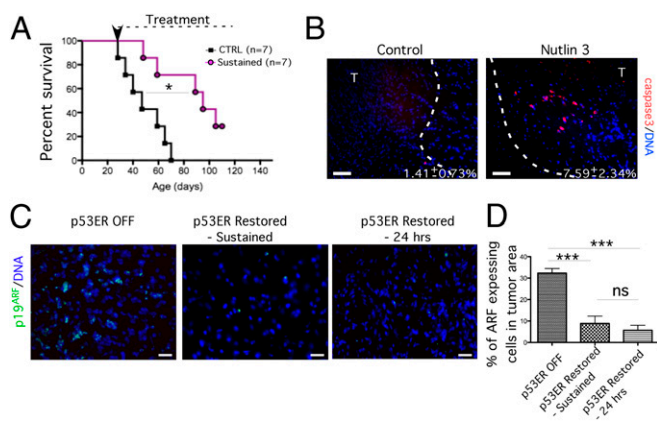 A
Treatment
Percent survival
100
80
60
40
20
0
0 20 40 60 80 100 120 140
Age (days)
CTRL (n=7)
Sustained (n=7)
*
B
Control
Nutlin 3
T
T
1.41±0.73%
7.59±2.34%
caspase3/DNA
C
p53ER OFF
p53ER Restored
- Sustained
p53ER Restored
- 24 hrs
p19ARF/DNA
D
% of ARF expessing
cells in tumor area
40
30
20
10
0
***
***
ns
p53ER OFF
p53ER Restored
- Sustained
p53ER Restored
- 24 hrs